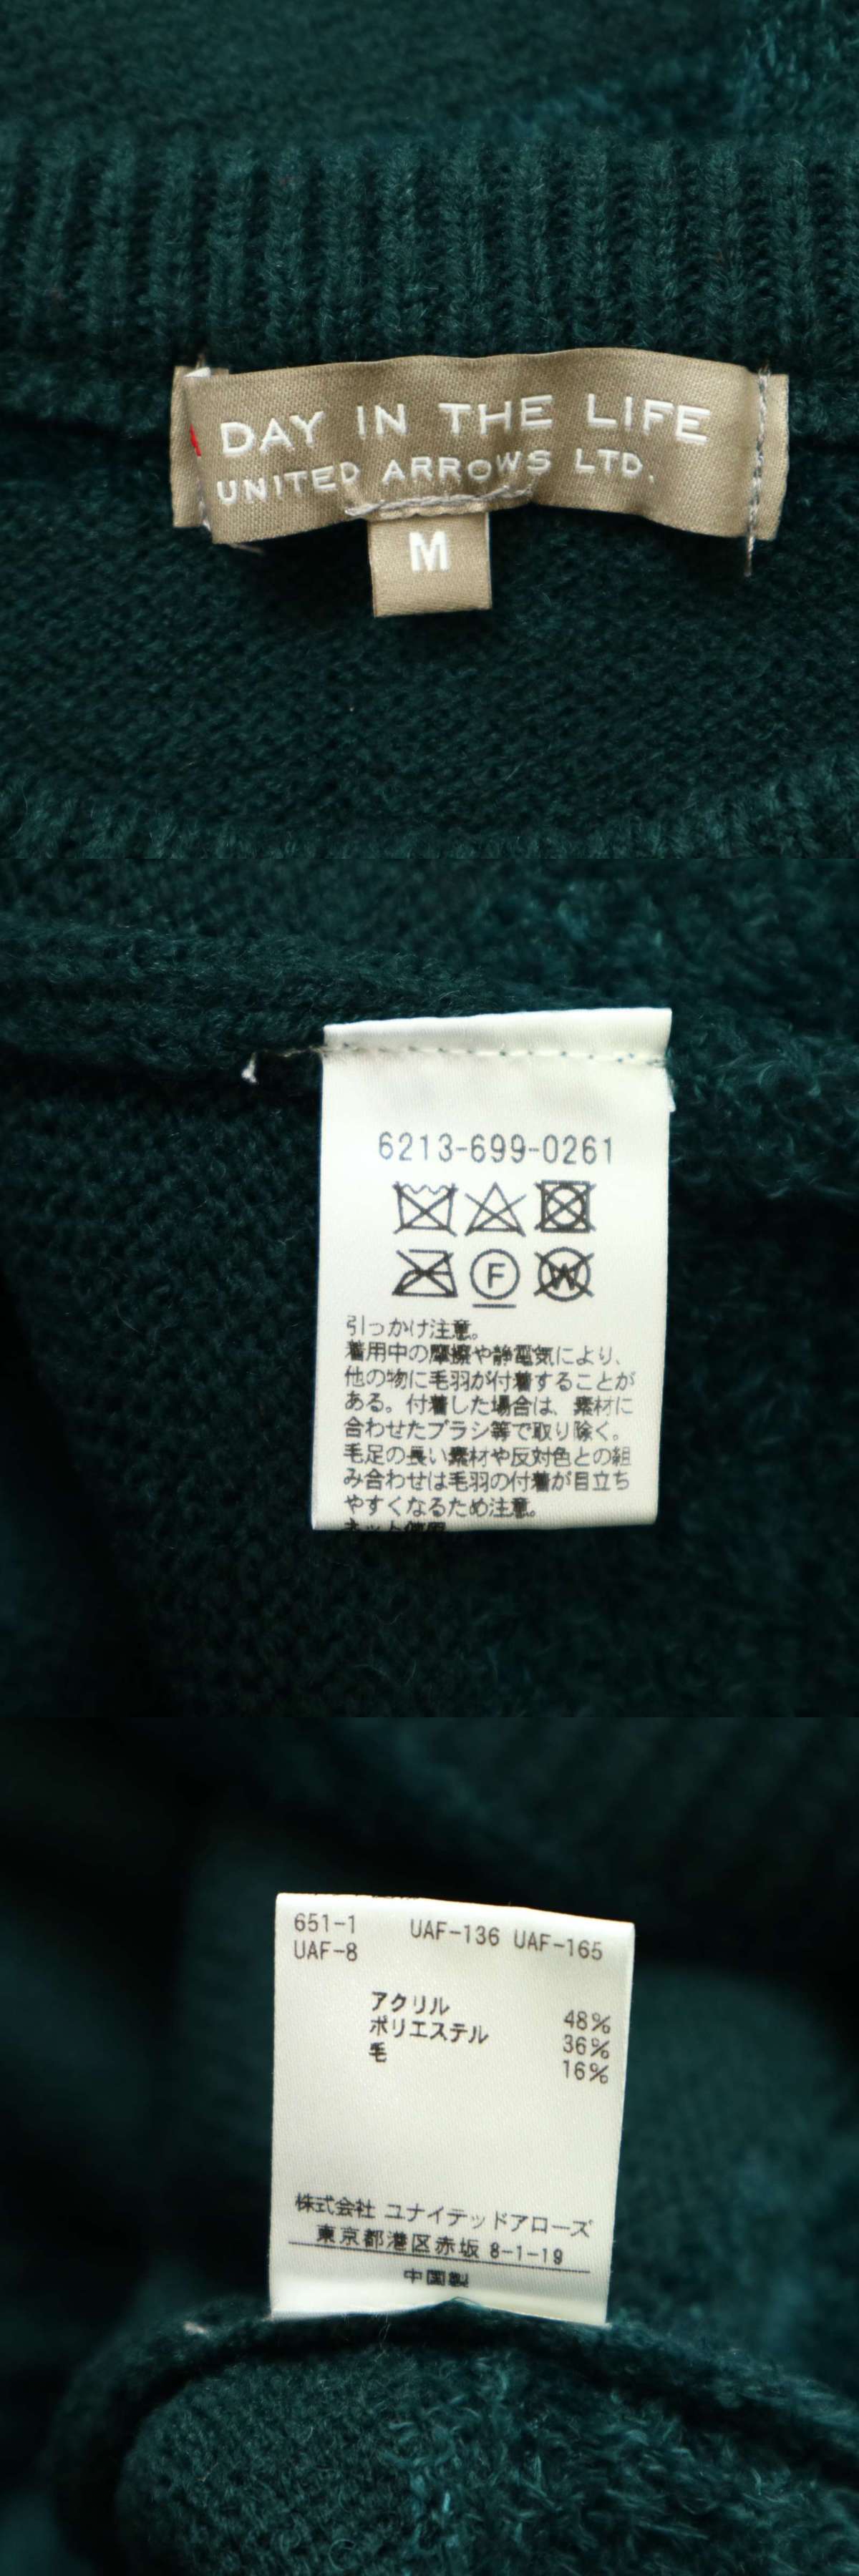 DAY IN THE LIFE
UNITED ARROWS LTD.
M
6213-699-0261
F
W
引っかけ注意。
着用中の摩擦や静電気により、
他の物に毛羽が付着することが
ある。付着した場合は、素材に
合わせたブラシ等で取り除く。
毛足の長い素材や反対色との組
み合わせは毛羽の付着が目立ち
やすくなるため注意。
ネット使用
651-1 UAF-136 UAF-165
UAF-8
アクリル 48%
ポリエステル 36%
毛 16%
株式会社 ユナイテッドアローズ
東京都港区赤坂 8-1-19
中国製